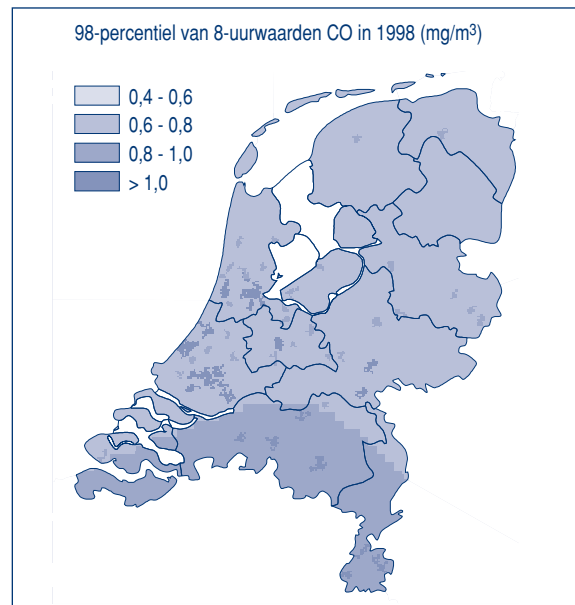 98-percentiel van 8-uurwaarden CO in 1998 (mg/m³)
0,4 - 0,6
0,6 - 0,8
0,8 - 1,0
> 1,0